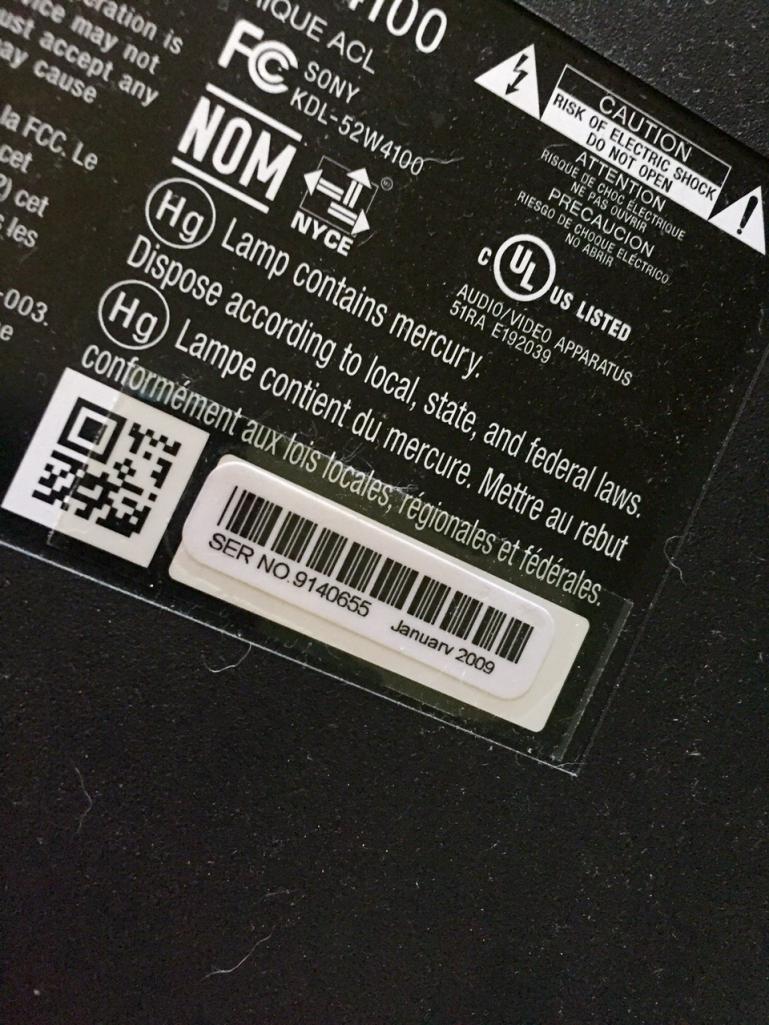 4100
IQUE ACL
FC
SONY
KDL-52W4100
NOM
NYCE
CAUTION
RISK OF ELECTRIC SHOCK
DO NOT OPEN
ATTENTION
RISQUE DE CHOC ÉLECTRIQUE
NE PAS OUVRIR
PRECAUCION
RIESGO DE CHOQUE ELÉCTRICO
NO ABRIR
C UL US LISTED
AUDIO/VIDEO APPARATUS
51RA E192039
eration is
vice may not
ust accept any
ay cause
la FCC. Le
cet
2) cet
s les
-003.
e
Hg Lamp contains mercury.
Dispose according to local, state, and federal laws.
Hg Lampe contient du mercure. Mettre au rebut
conformément aux lois locales, régionales et fédérales.
SER NO.9140655 January 2009